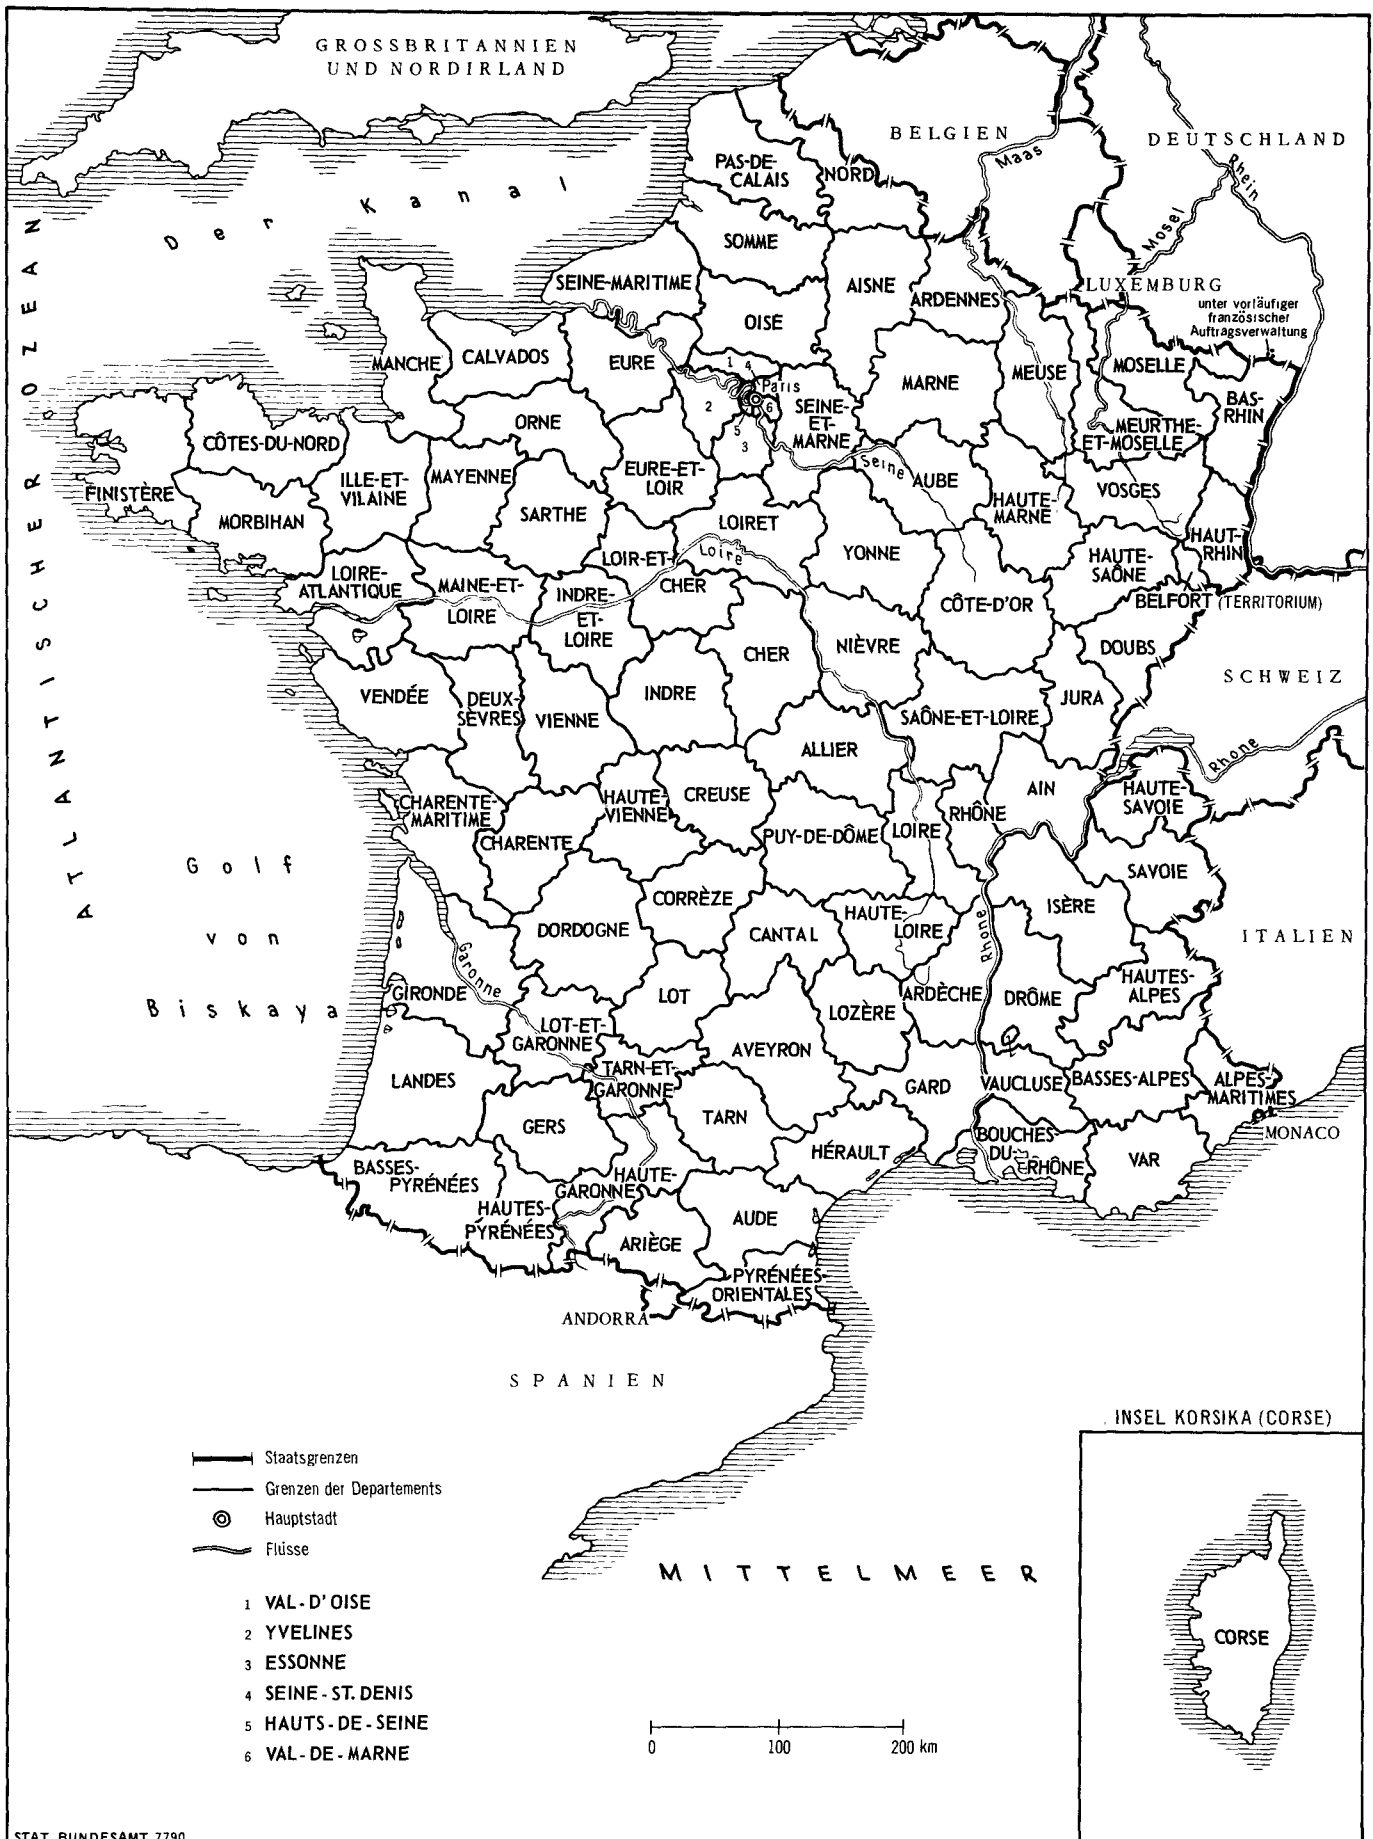 GROSSBRITANNIEN
UND NORDIRLAND
BELGIEN
DEUTSCHLAND
Maas
Rhein
Mosel
Der Kanal
ATLANTISCHER OZEAN
PAS-DE-
CALAIS
NORD
SOMME
SEINE-MARITIME
AISNE
ARDENNES
LUXEMBURG
unter vorläufiger
französischer
Auftragsverwaltung
OISE
MANCHE
CALVADOS
EURE
1
4
Paris
2
6
5
3
SEINE-
ET-
MARNE
MARNE
MEUSE
MOSELLE
BAS-
RHIN
MEURTHE-
ET-MOSELLE
ORNE
CÔTES-DU-NORD
FINISTÈRE
MORBIHAN
ILLE-ET-
VILAINE
MAYENNE
SARTHE
EURE-ET-
LOIR
Seine
AUBE
HAUTE-
MARNE
VOSGES
HAUT-
RHIN
LOIRET
Loire
YONNE
LOIR-ET-
CHER
HAUTE-
SAÔNE
BELFORT (TERRITORIUM)
LOIRE-
ATLANTIQUE
MAINE-ET-
LOIRE
INDRE-
ET-
LOIRE
CÔTE-D'OR
CHER
NIÈVRE
DOUBS
SCHWEIZ
VENDÉE
DEUX-
SÈVRES
VIENNE
INDRE
SAÔNE-ET-LOIRE
JURA
ALLIER
Rhone
CHARENTE-
MARITIME
CHARENTE
HAUTE-
VIENNE
CREUSE
PUY-DE-DÔME
LOIRE
RHÔNE
AIN
HAUTE-
SAVOIE
SAVOIE
Golf
von
Biskaya
CORRÈZE
DORDOGNE
CANTAL
HAUTE-
LOIRE
Rhone
ISÈRE
ITALIEN
Garonne
GIRONDE
LOT-ET-
GARONNE
LOT
LOZÈRE
ARDÈCHE
DRÔME
HAUTES-
ALPES
AVEYRON
LANDES
TARN-ET-
GARONNE
GARD
VAUCLUSE
BASSES-ALPES
ALPES-
MARITIMES
MONACO
GERS
TARN
HÉRAULT
BOUCHES-
DU-
RHÔNE
VAR
BASSES-
PYRÉNÉES
HAUTES-
PYRÉNÉES
HAUTE-
GARONNE
AUDE
ARIÈGE
PYRÉNÉES-
ORIENTALES
ANDORRA
SPANIEN
MITTELMEER
Staatsgrenzen
Grenzen der Departements
Hauptstadt
Flüsse
1 VAL-D'OISE
2 YVELINES
3 ESSONNE
4 SEINE-ST. DENIS
5 HAUTS-DE-SEINE
6 VAL-DE-MARNE
0 100 200 km
INSEL KORSIKA (CORSE)
CORSE
STAT. BUNDESAMT 7790